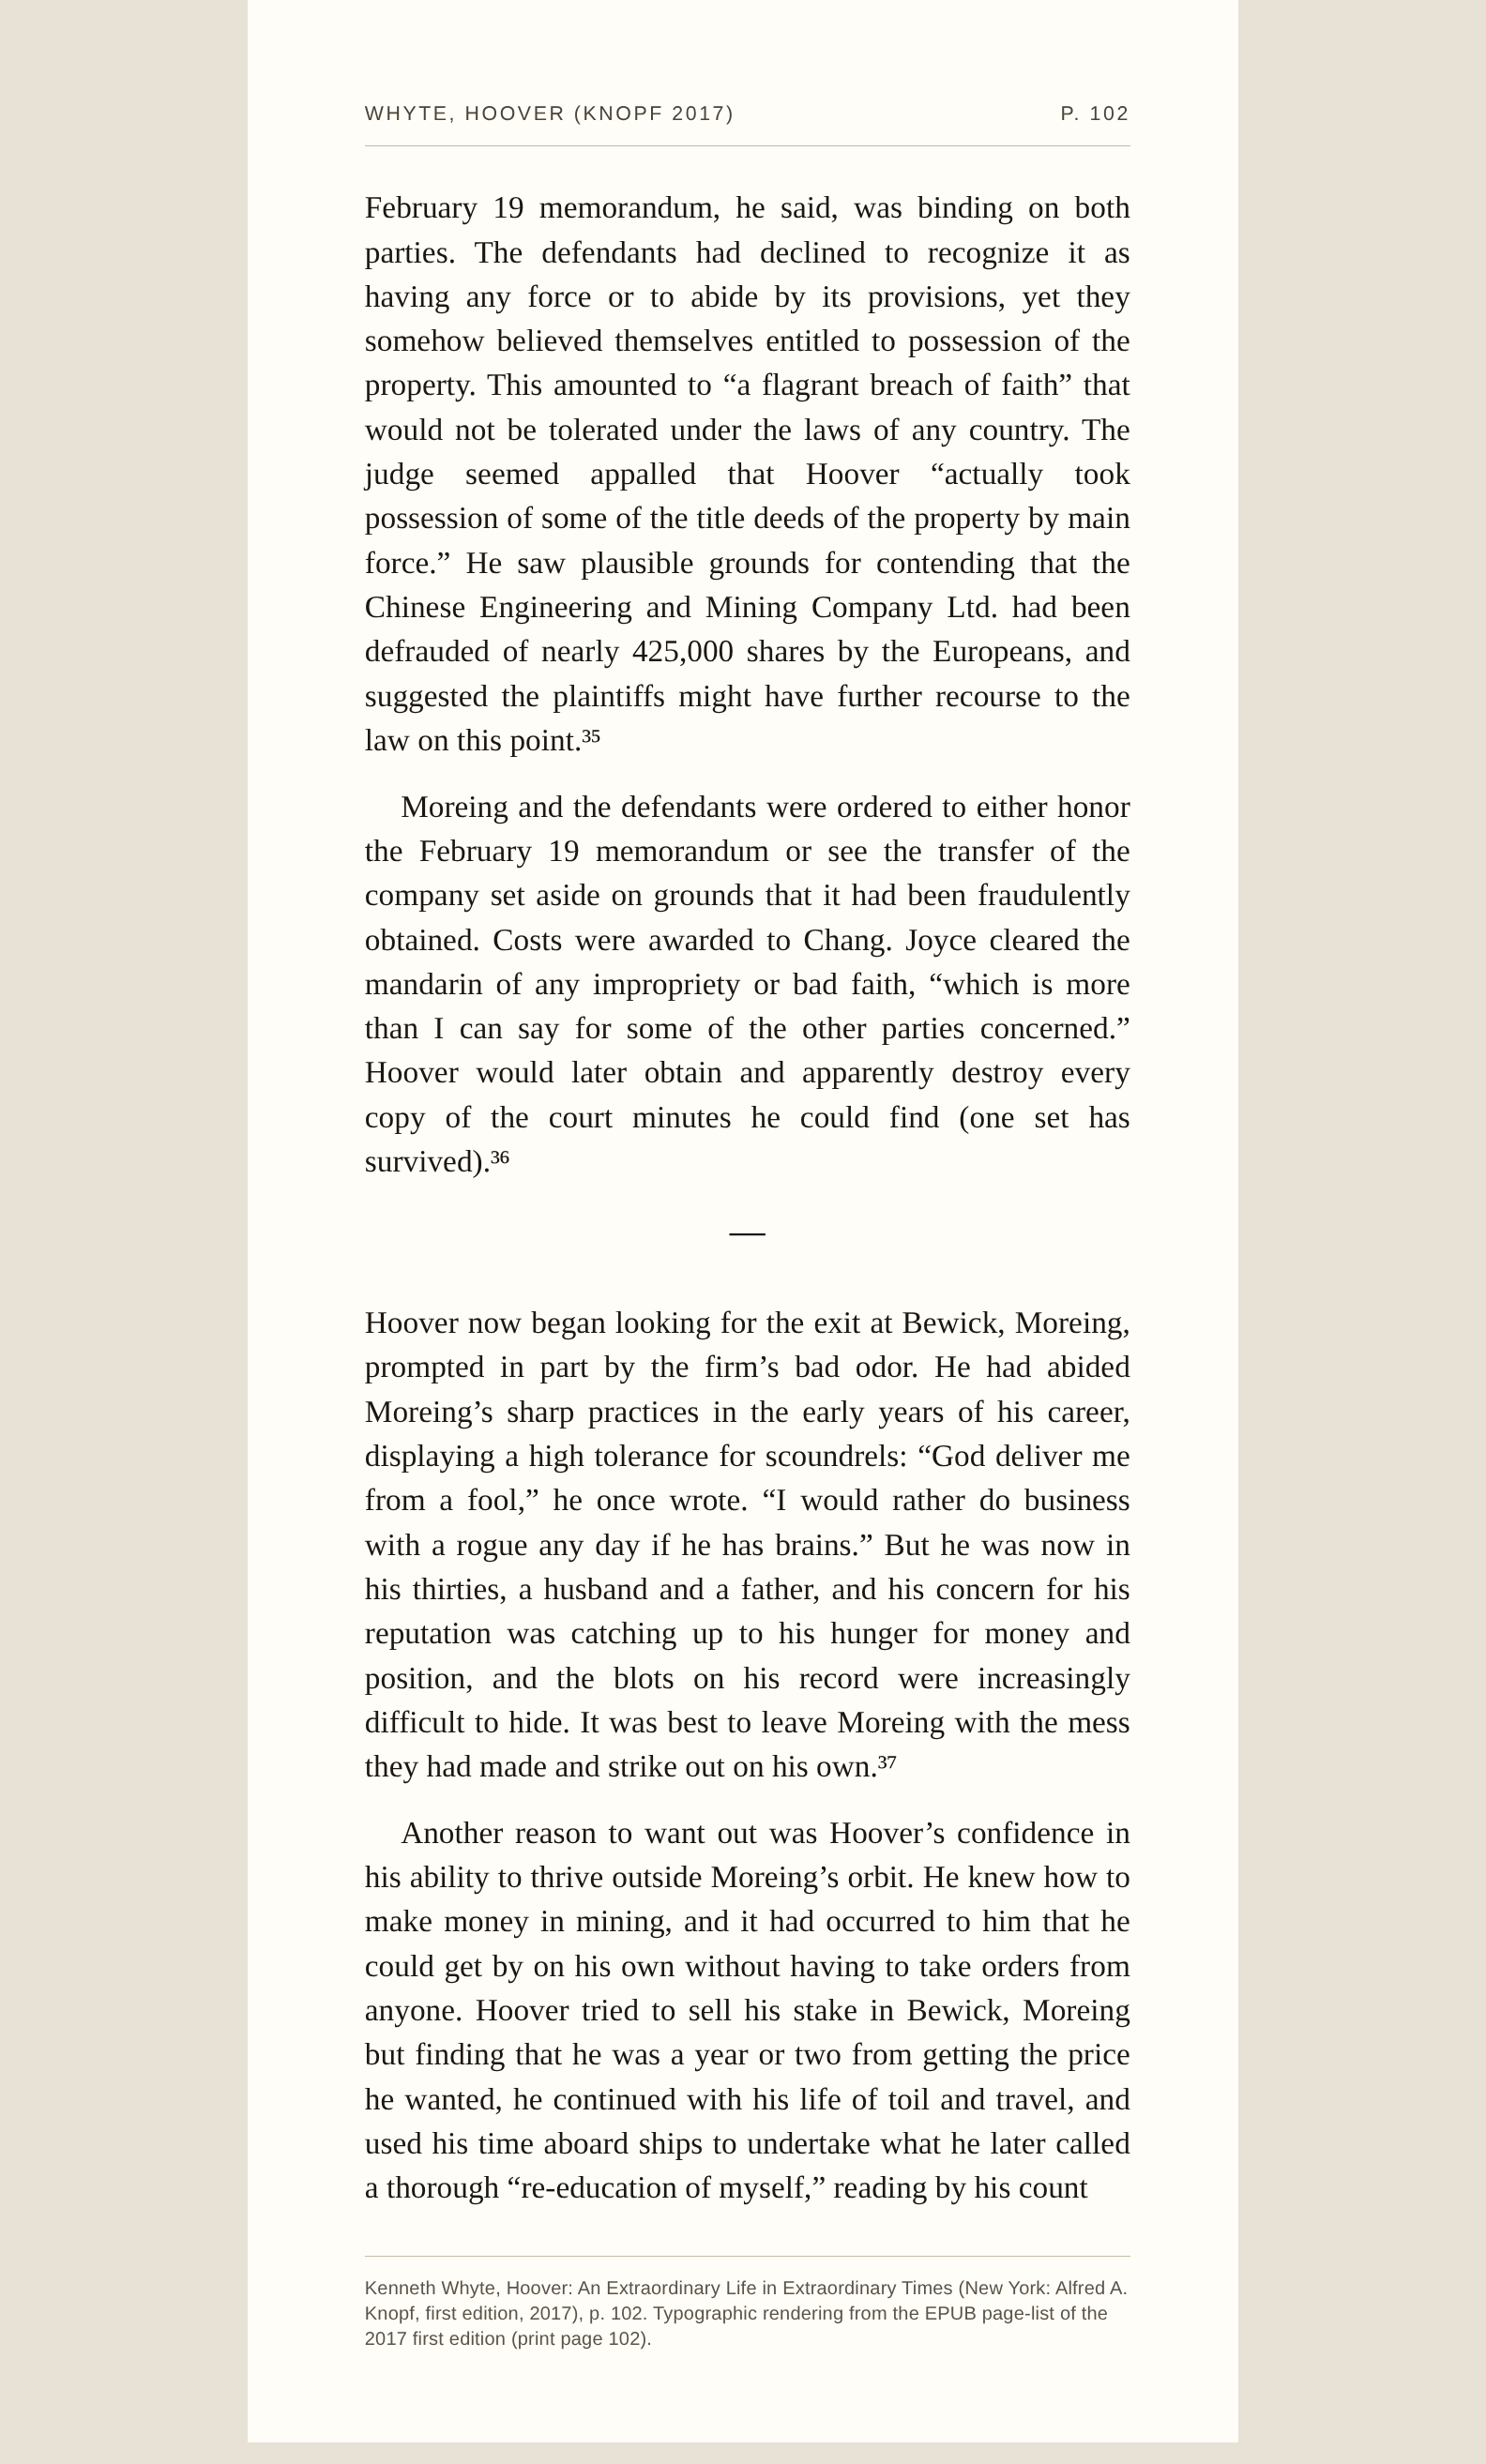 WHYTE, HOOVER (KNOPF 2017) P. 102
February 19 memorandum, he said, was binding on both
parties. The defendants had declined to recognize it as
having any force or to abide by its provisions, yet they
somehow believed themselves entitled to possession of the
property. This amounted to “a flagrant breach of faith” that
would not be tolerated under the laws of any country. The
judge seemed appalled that Hoover “actually took
possession of some of the title deeds of the property by main
force.” He saw plausible grounds for contending that the
Chinese Engineering and Mining Company Ltd. had been
defrauded of nearly 425,000 shares by the Europeans, and
suggested the plaintiffs might have further recourse to the
law on this point.³⁵
Moreing and the defendants were ordered to either honor
the February 19 memorandum or see the transfer of the
company set aside on grounds that it had been fraudulently
obtained. Costs were awarded to Chang. Joyce cleared the
mandarin of any impropriety or bad faith, “which is more
than I can say for some of the other parties concerned.”
Hoover would later obtain and apparently destroy every
copy of the court minutes he could find (one set has
survived).³⁶
—
Hoover now began looking for the exit at Bewick, Moreing,
prompted in part by the firm’s bad odor. He had abided
Moreing’s sharp practices in the early years of his career,
displaying a high tolerance for scoundrels: “God deliver me
from a fool,” he once wrote. “I would rather do business
with a rogue any day if he has brains.” But he was now in
his thirties, a husband and a father, and his concern for his
reputation was catching up to his hunger for money and
position, and the blots on his record were increasingly
difficult to hide. It was best to leave Moreing with the mess
they had made and strike out on his own.³⁷
Another reason to want out was Hoover’s confidence in
his ability to thrive outside Moreing’s orbit. He knew how to
make money in mining, and it had occurred to him that he
could get by on his own without having to take orders from
anyone. Hoover tried to sell his stake in Bewick, Moreing
but finding that he was a year or two from getting the price
he wanted, he continued with his life of toil and travel, and
used his time aboard ships to undertake what he later called
a thorough “re-education of myself,” reading by his count
Kenneth Whyte, Hoover: An Extraordinary Life in Extraordinary Times (New York: Alfred A.
Knopf, first edition, 2017), p. 102. Typographic rendering from the EPUB page-list of the
2017 first edition (print page 102).